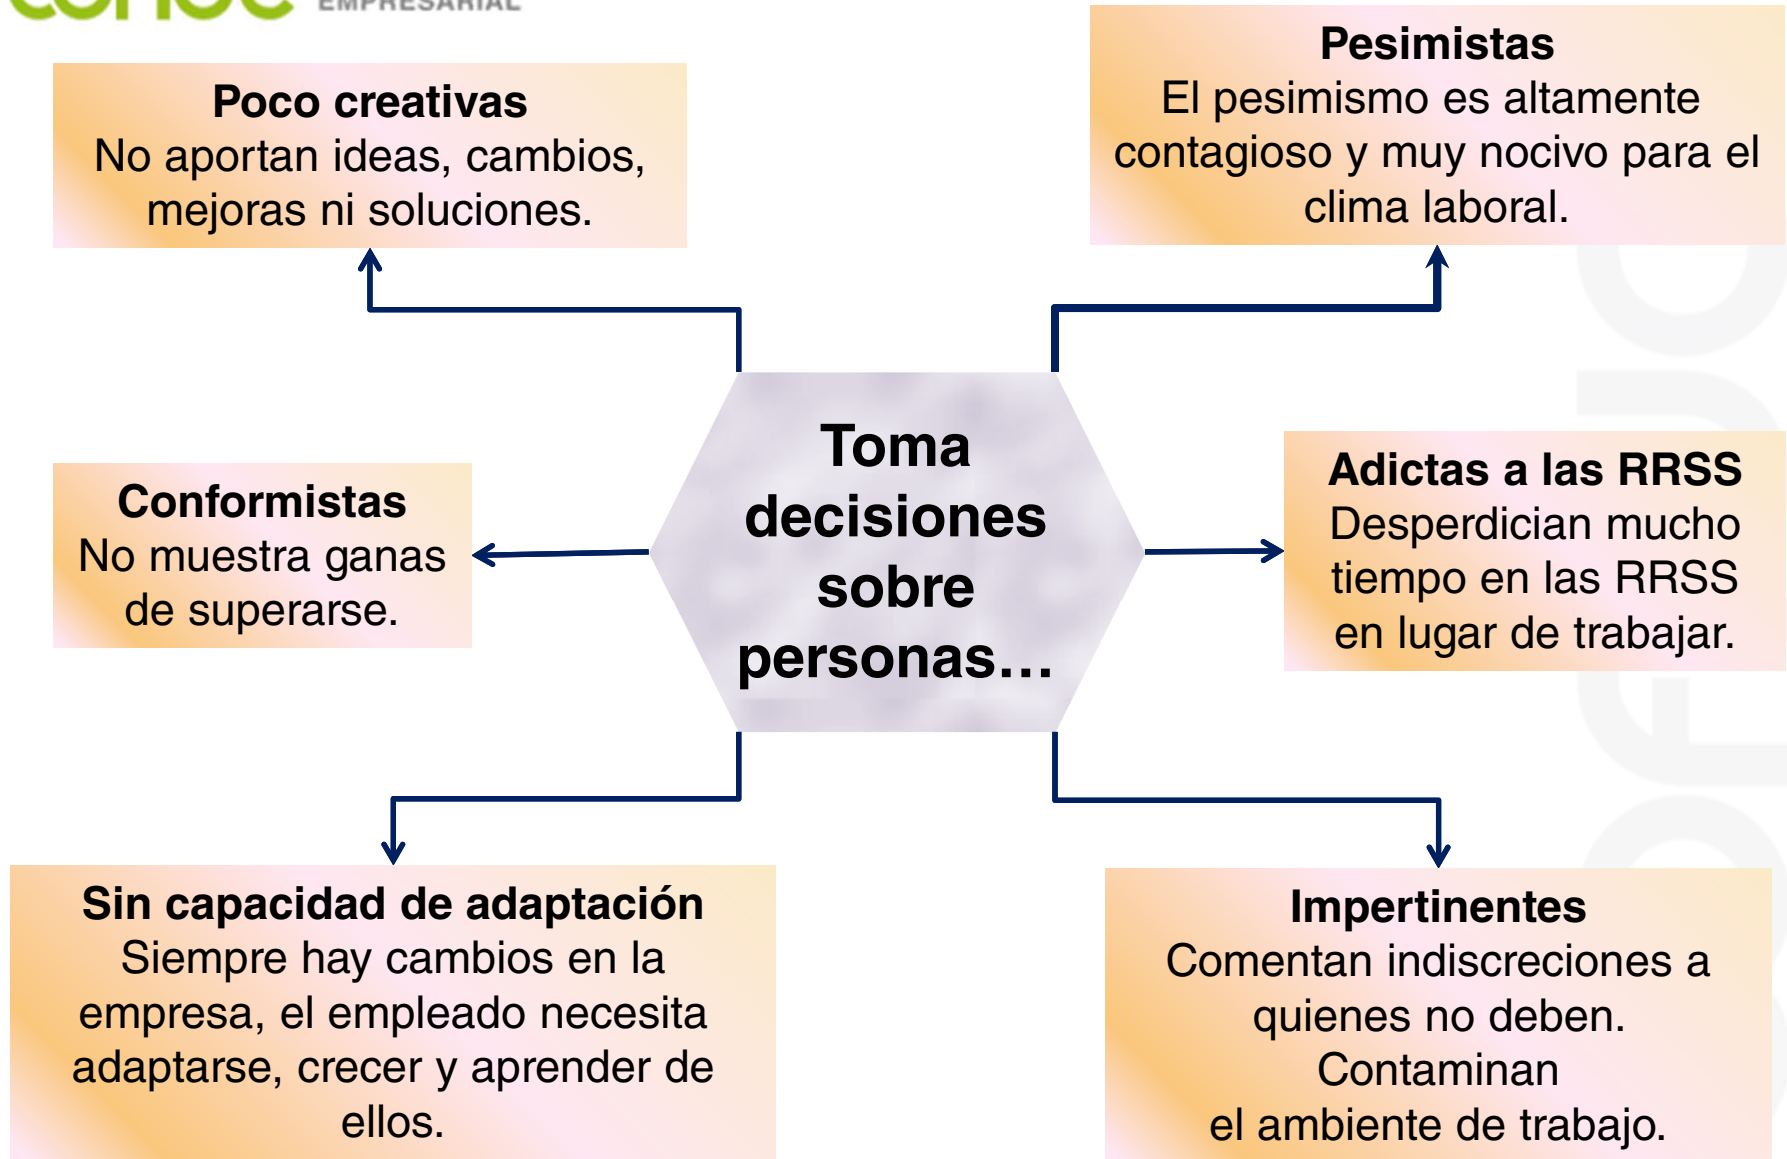 EMPRESARIAL
Poco creativas
No aportan ideas, cambios,
mejoras ni soluciones.
Pesimistas
El pesimismo es altamente
contagioso y muy nocivo para el
clima laboral.
Toma
decisiones
sobre
personas…
Conformistas
No muestra ganas
de superarse.
Adictas a las RRSS
Desperdician mucho
tiempo en las RRSS
en lugar de trabajar.
Sin capacidad de adaptación
Siempre hay cambios en la
empresa, el empleado necesita
adaptarse, crecer y aprender de
ellos.
Impertinentes
Comentan indiscreciones a
quienes no deben.
Contaminan
el ambiente de trabajo.